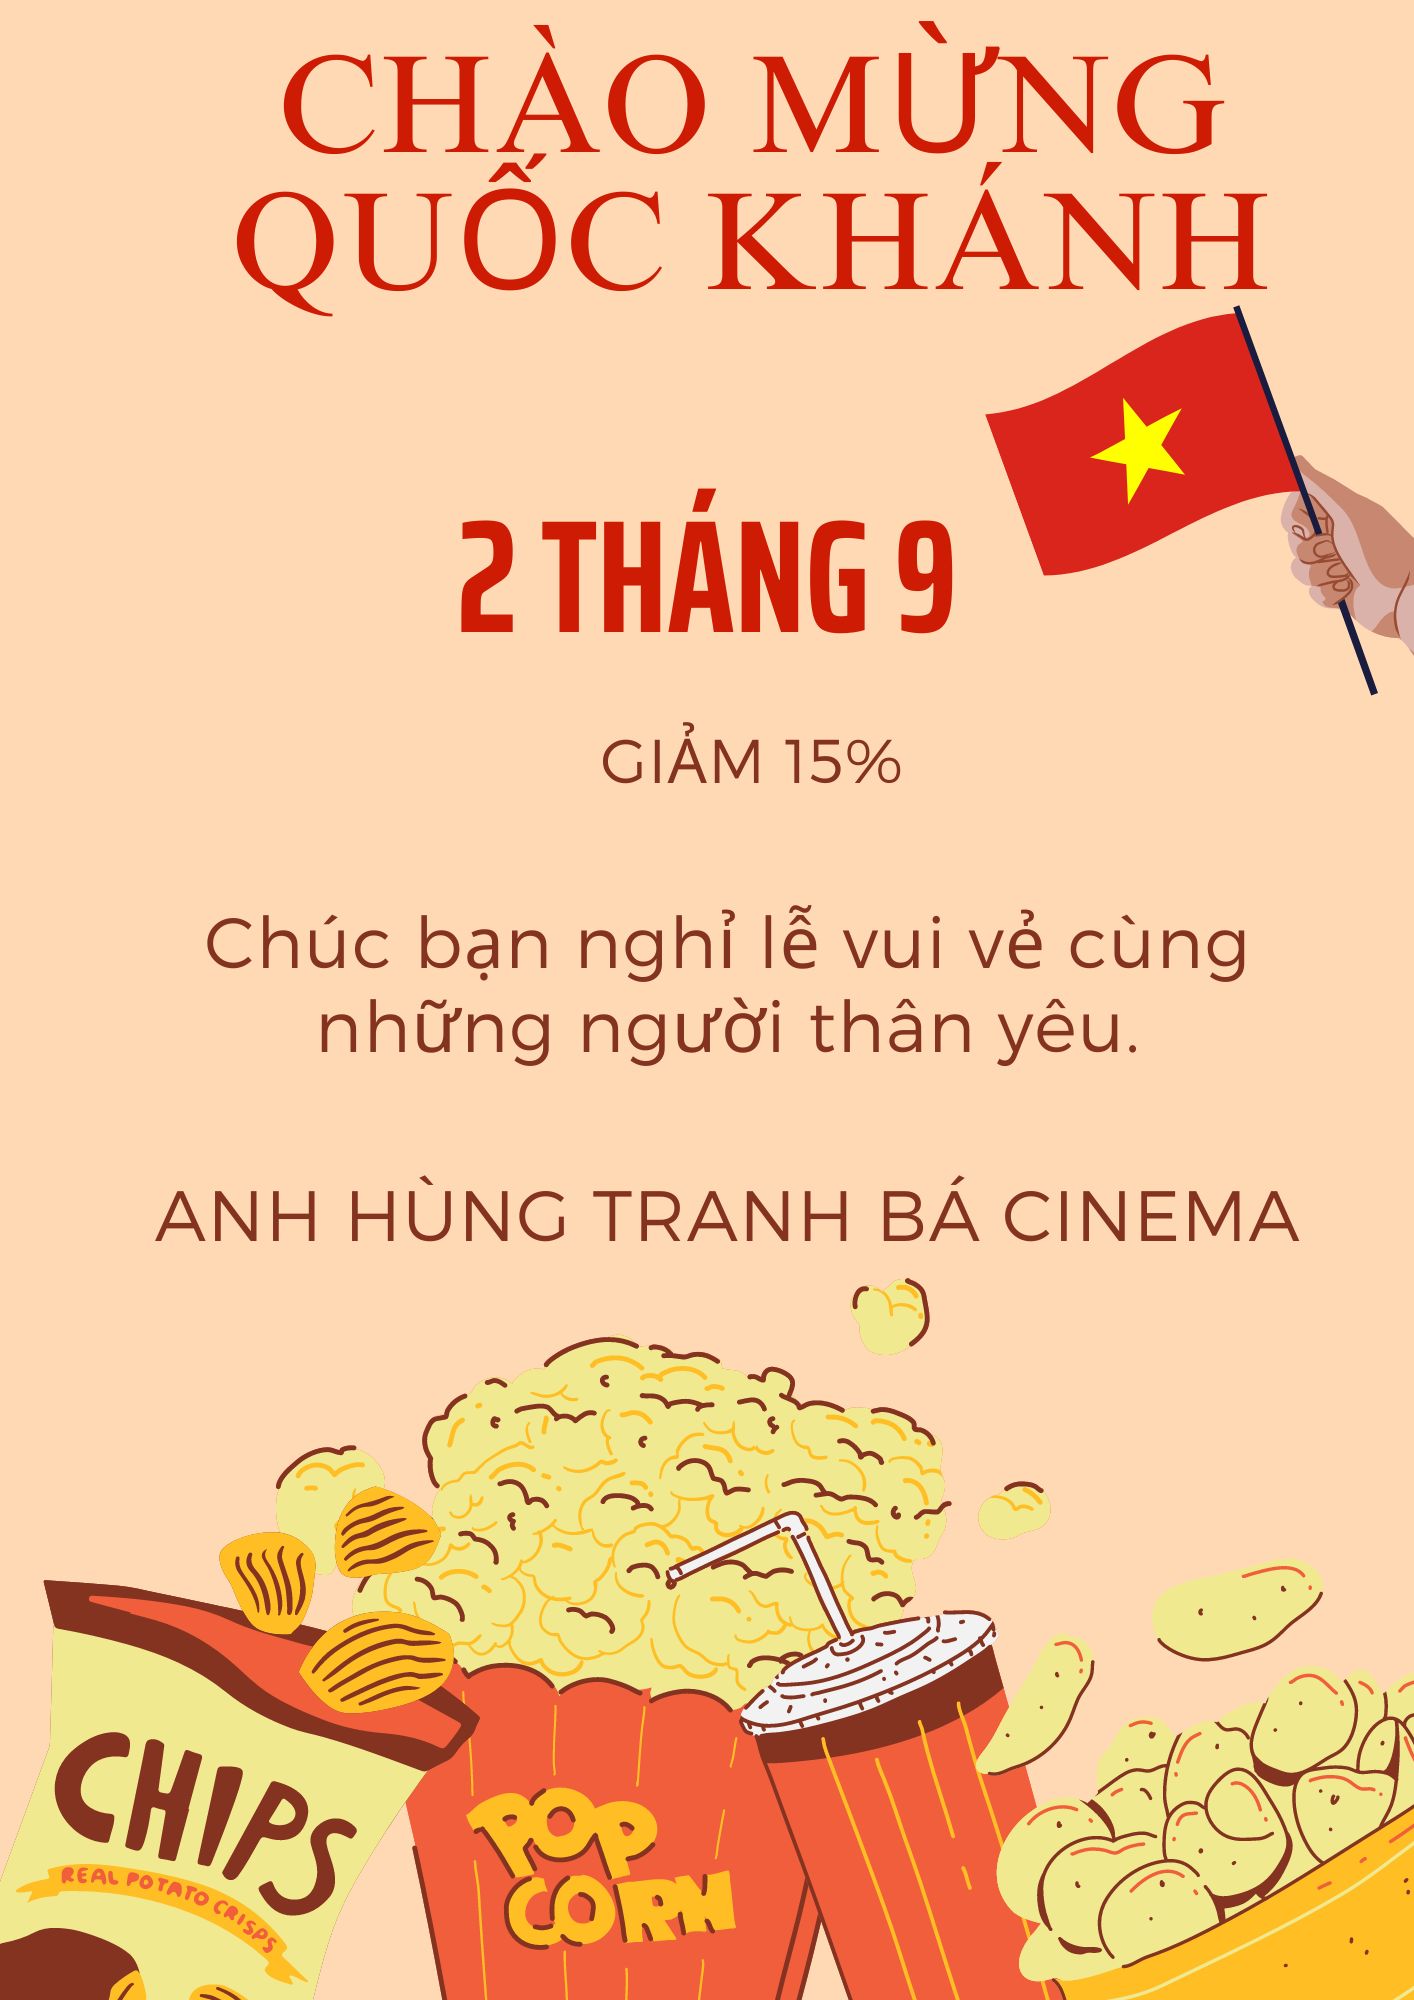 CHÀO MỪNG
QUỐC KHÁNH
2 THÁNG 9
GIẢM 15%
Chúc bạn nghỉ lễ vui vẻ cùng
những người thân yêu.
ANH HÙNG TRANH BÁ CINEMA
CHIPS
REAL POTATO CRISPS
POP
CORN